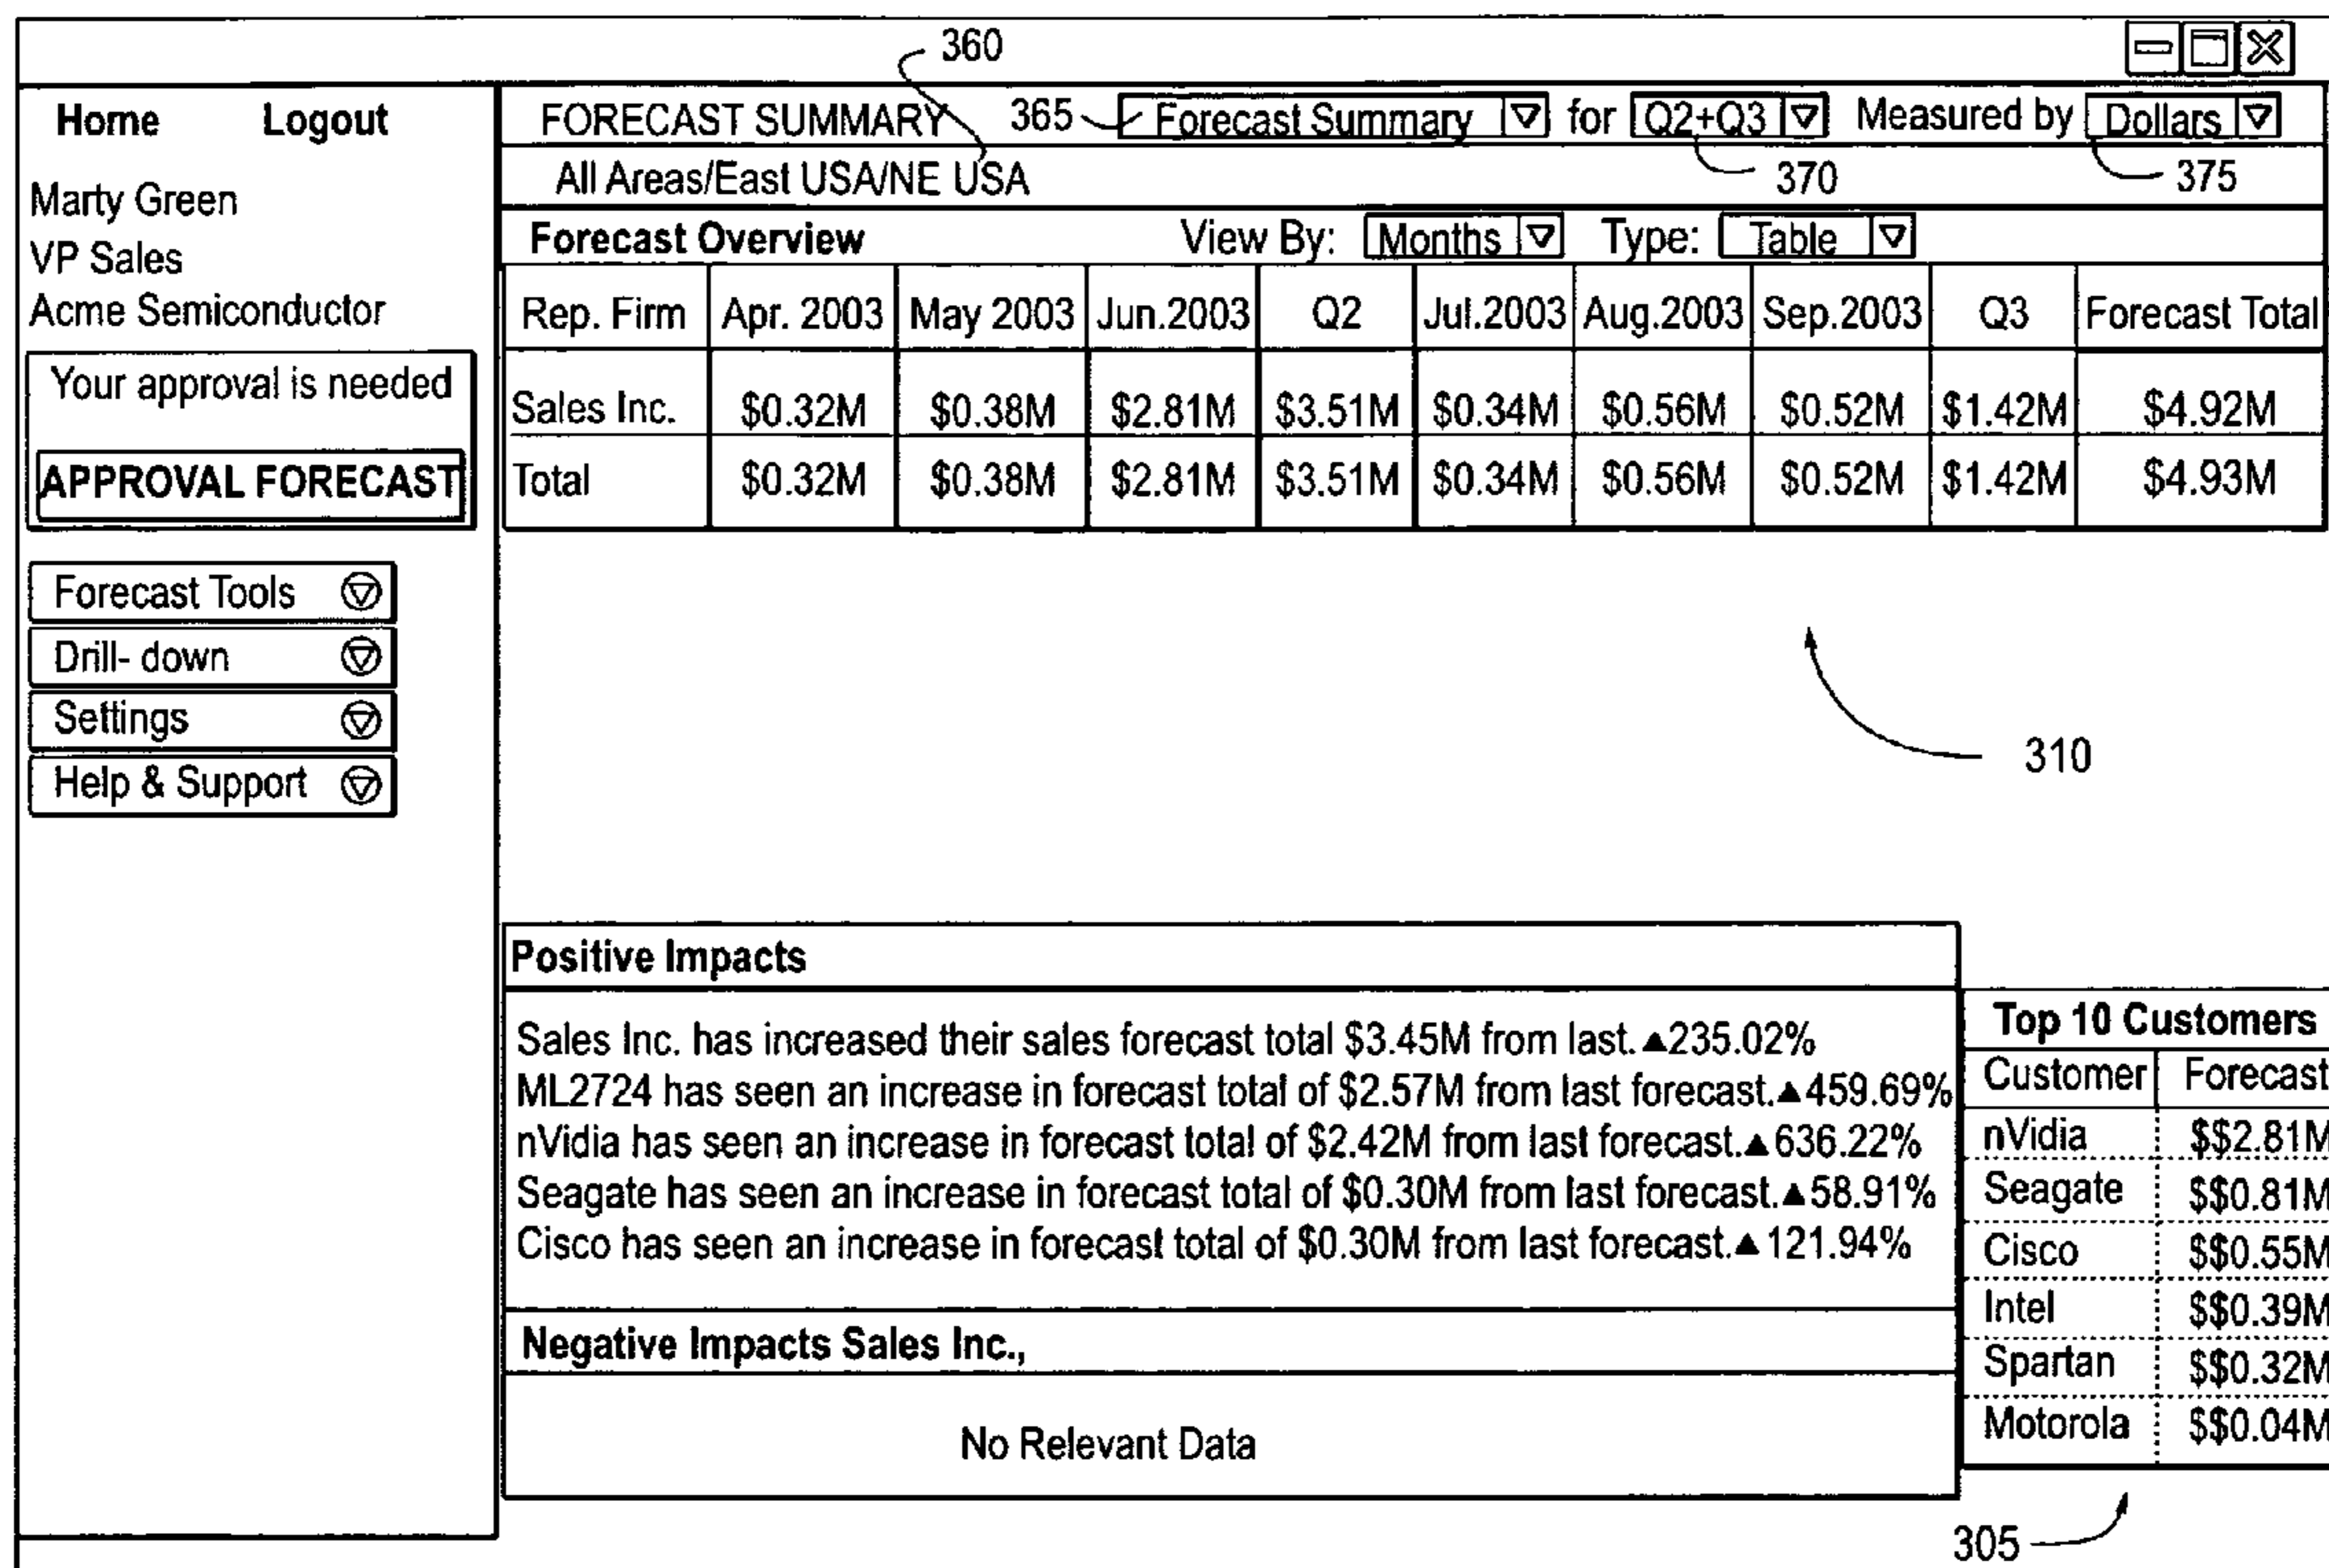 360
Home Logout
FORECAST SUMMARY 365 Forecast Summary for Q2+Q3 Measured by Dollars
All Areas/East USA/NE USA 370 375
Marty Green
VP Sales
Acme Semiconductor
Forecast Overview View By: Months Type: Table
Rep. Firm Apr. 2003 May 2003 Jun.2003 Q2 Jul.2003 Aug.2003 Sep.2003 Q3 Forecast Total
Sales Inc. $0.32M $0.38M $2.81M $3.51M $0.34M $0.56M $0.52M $1.42M $4.92M
Total $0.32M $0.38M $2.81M $3.51M $0.34M $0.56M $0.52M $1.42M $4.93M
Your approval is needed
APPROVAL FORECAST
Forecast Tools
Drill- down
Settings
Help & Support
310
Positive Impacts
Sales Inc. has increased their sales forecast total $3.45M from last.▲235.02%
ML2724 has seen an increase in forecast total of $2.57M from last forecast.▲459.69%
nVidia has seen an increase in forecast total of $2.42M from last forecast.▲636.22%
Seagate has seen an increase in forecast total of $0.30M from last forecast.▲58.91%
Cisco has seen an increase in forecast total of $0.30M from last forecast.▲121.94%
Negative Impacts Sales Inc.,
No Relevant Data
Top 10 Customers
Customer Forecast
nVidia $$2.81M
Seagate $$0.81M
Cisco $$0.55M
Intel $$0.39M
Spartan $$0.32M
Motorola $$0.04M
305